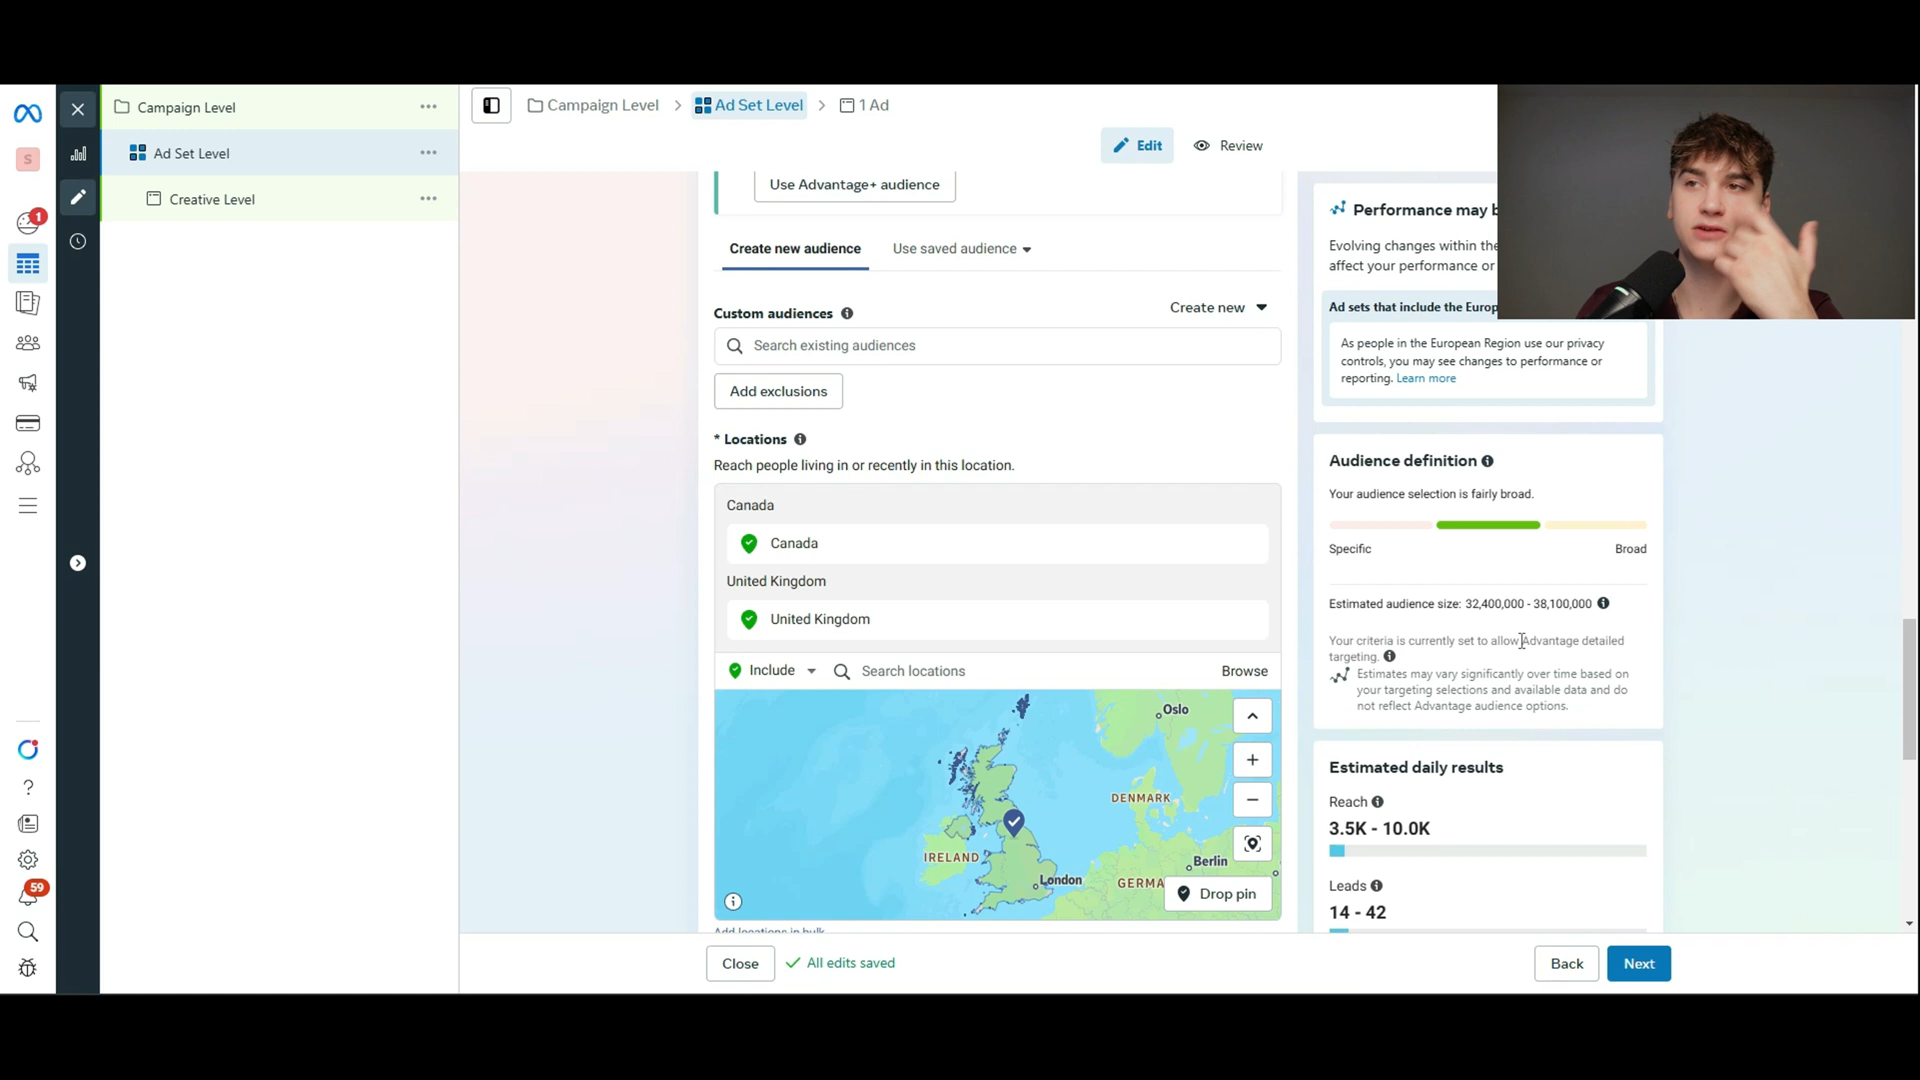 Campaign Level
Ad Set Level
Creative Level
S
1
59
?
Campaign Level > Ad Set Level > 1 Ad
Edit
Review
Use Advantage+ audience
Create new audience
Use saved audience
Custom audiences
Create new
Search existing audiences
Add exclusions
* Locations
Reach people living in or recently in this location.
Canada
Canada
United Kingdom
United Kingdom
Include
Search locations
Browse
Oslo
DENMARK
IRELAND
Berlin
London
GERMA
Drop pin
Add locations in bulk
Close
All edits saved
Back
Next
Performance may b
Evolving changes within the
affect your performance or
Ad sets that include the Europ
As people in the European Region use our privacy
controls, you may see changes to performance or
reporting. Learn more
Audience definition
Your audience selection is fairly broad.
Specific
Broad
Estimated audience size: 32,400,000 - 38,100,000
Your criteria is currently set to allow Advantage detailed
targeting.
Estimates may vary significantly over time based on
your targeting selections and available data and do
not reflect Advantage audience options.
Estimated daily results
Reach
3.5K - 10.0K
Leads
14 - 42